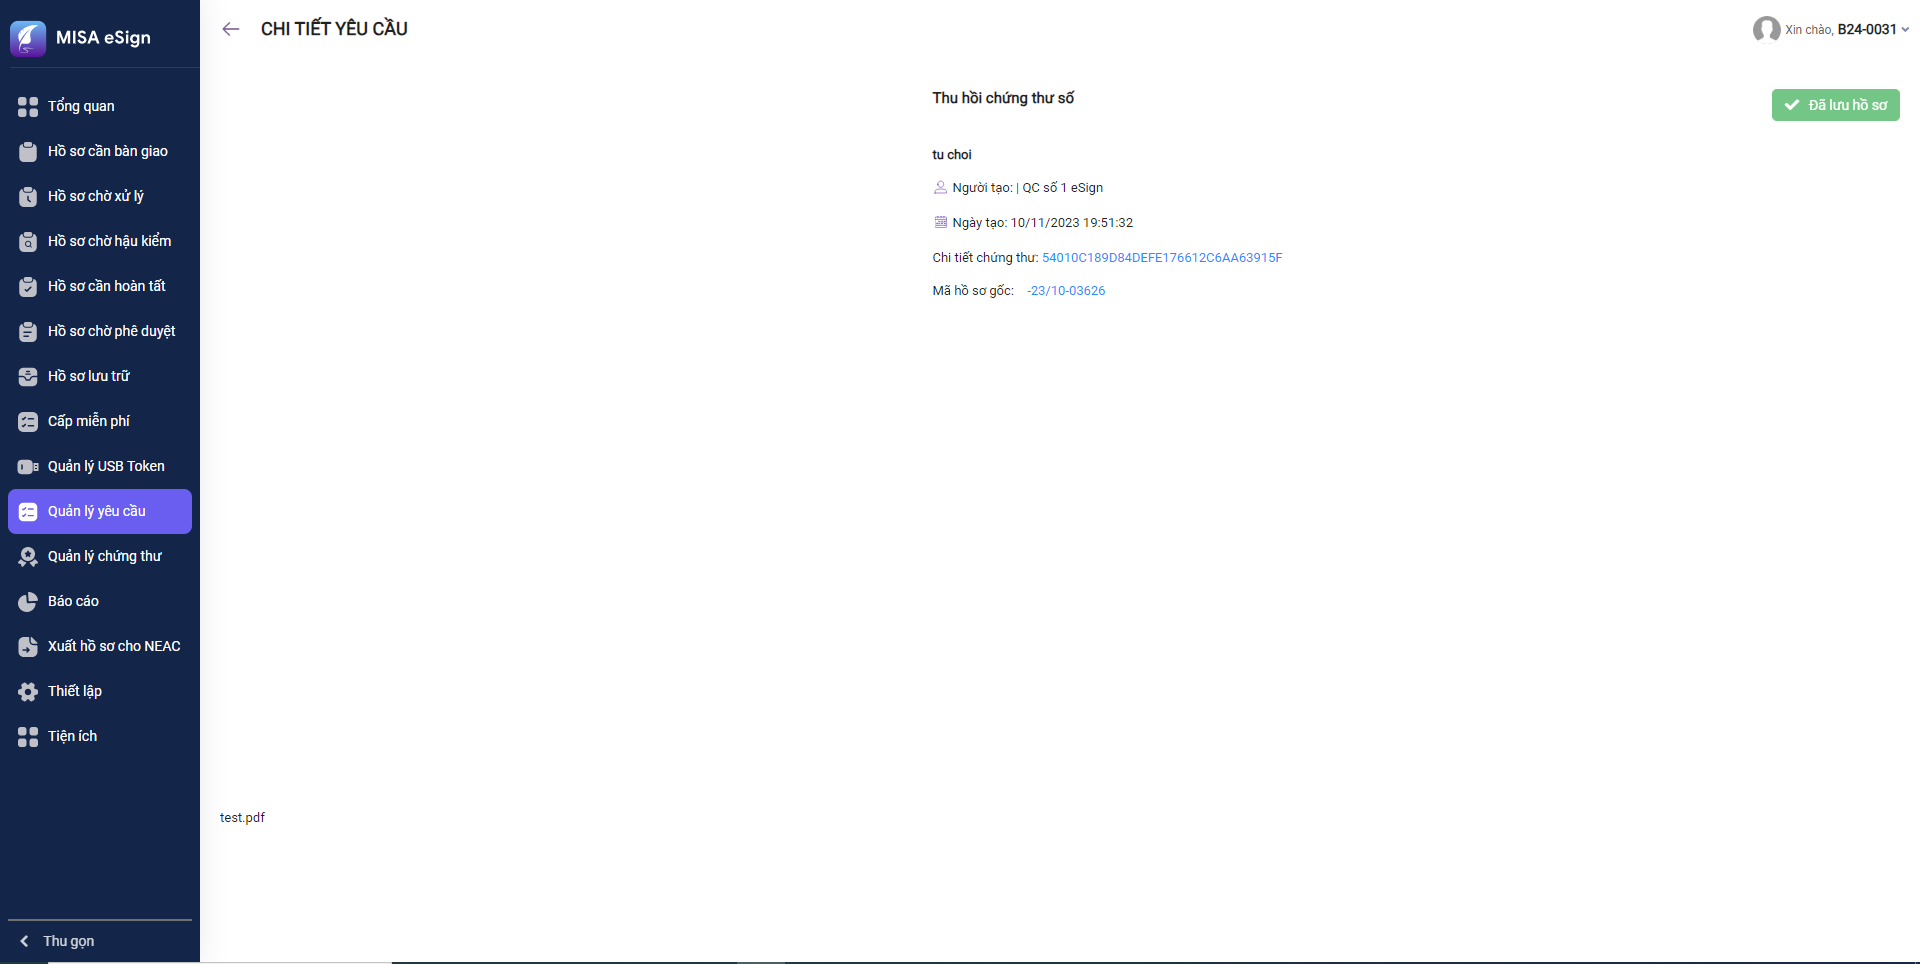 MISA eSign
Tổng quan
Hồ sơ cần bàn giao
Hồ sơ chờ xử lý
Hồ sơ chờ hậu kiểm
Hồ sơ cần hoàn tất
Hồ sơ chờ phê duyệt
Hồ sơ lưu trữ
Cấp miễn phí
Quản lý USB Token
Quản lý yêu cầu
Quản lý chứng thư
Báo cáo
Xuất hồ sơ cho NEAC
Thiết lập
Tiện ích
Thu gọn
CHI TIẾT YÊU CẦU
Xin chào, B24-0031
Thu hồi chứng thư số
Đã lưu hồ sơ
tu choi
Người tạo: | QC số 1 eSign
Ngày tạo: 10/11/2023 19:51:32
Chi tiết chứng thư: 54010C189D84DEFE176612C6AA63915F
Mã hồ sơ gốc: -23/10-03626
test.pdf